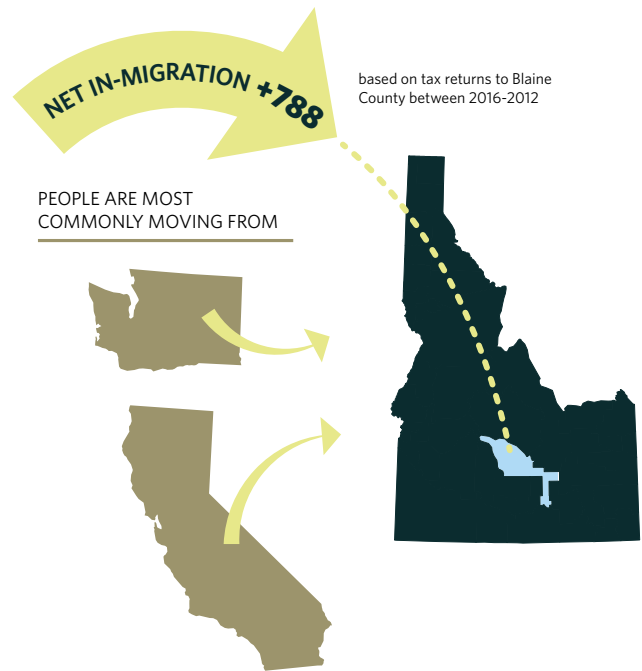 NET IN-MIGRATION +788
based on tax returns to Blaine
County between 2016-2012
PEOPLE ARE MOST
COMMONLY MOVING FROM